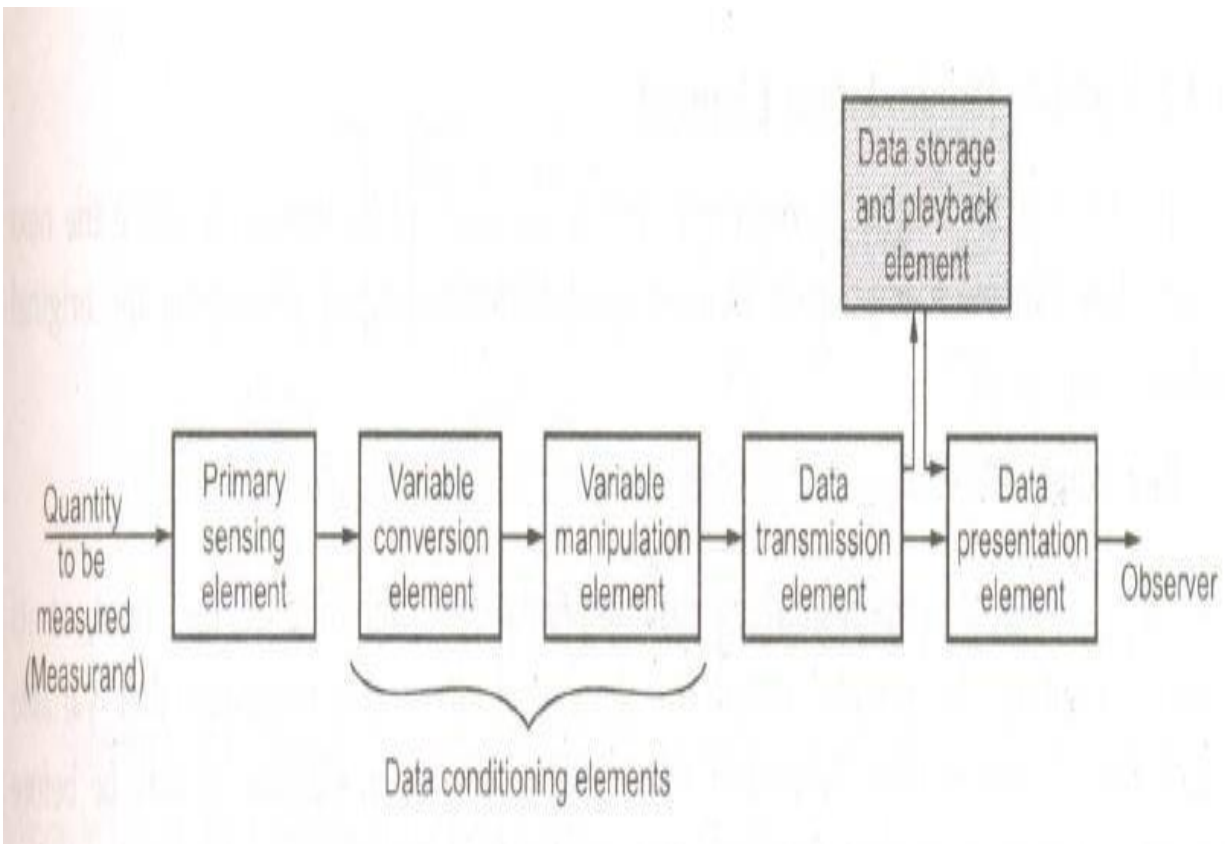 Data storage
and playback
element
Quantity
to be
measured
(Measurand)
Primary
sensing
element
Variable
conversion
element
Variable
manipulation
element
Data
transmission
element
Data
presentation
element
Observer
Data conditioning elements